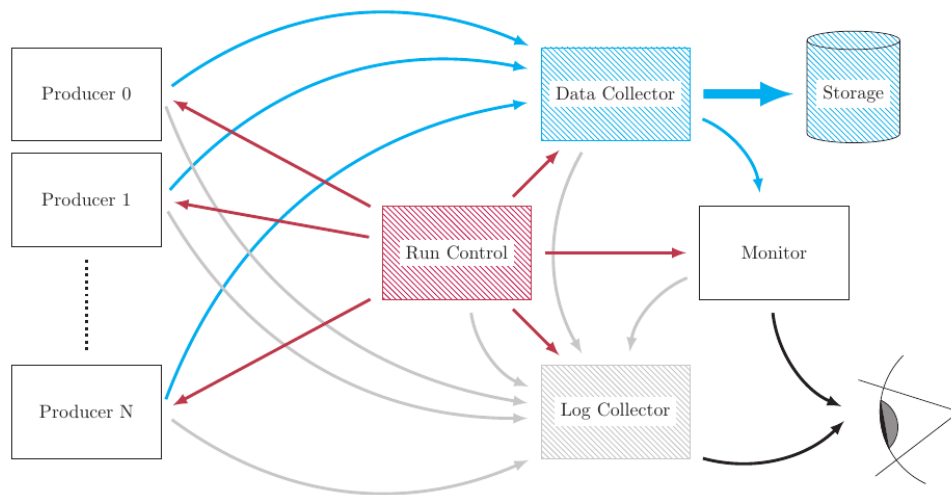 Producer 0
Data Collector
Storage
Producer 1
Run Control
Monitor
Producer N
Log Collector